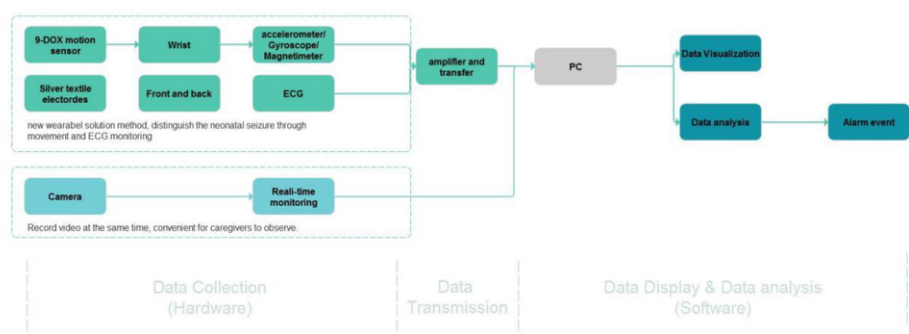 9-DOX motion
sensor
Wrist
accelerometer/
Gyroscope/
Magnetimeter
amplifier and
transfer
PC
Data Visualization
Silver textile
electordes
Front and back
ECG
Data analysis
Alarm event
new wearabel solution method, distinguish the neonatal seizure through
movement and ECG monitoring
Camera
Reall-time
monitoring
Record video at the same time, convenient for caregivers to observe.
Data Collection
(Hardware)
Data
Transmission
Data Display & Data analysis
(Software)